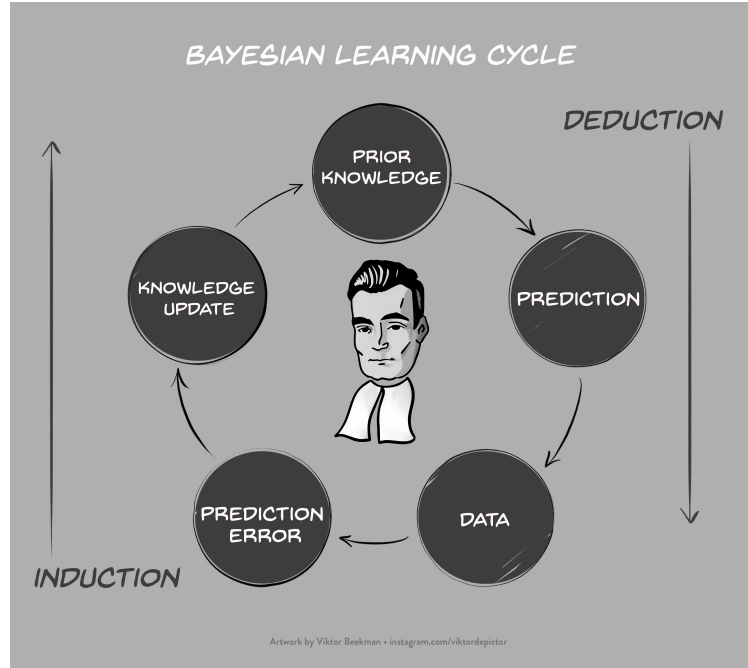 BAYESIAN LEARNING CYCLE
DEDUCTION
PRIOR
KNOWLEDGE
PREDICTION
DATA
PREDICTION
ERROR
KNOWLEDGE
UPDATE
INDUCTION
Artwork by Viktor Beekman • instagram.com/viktordepictor